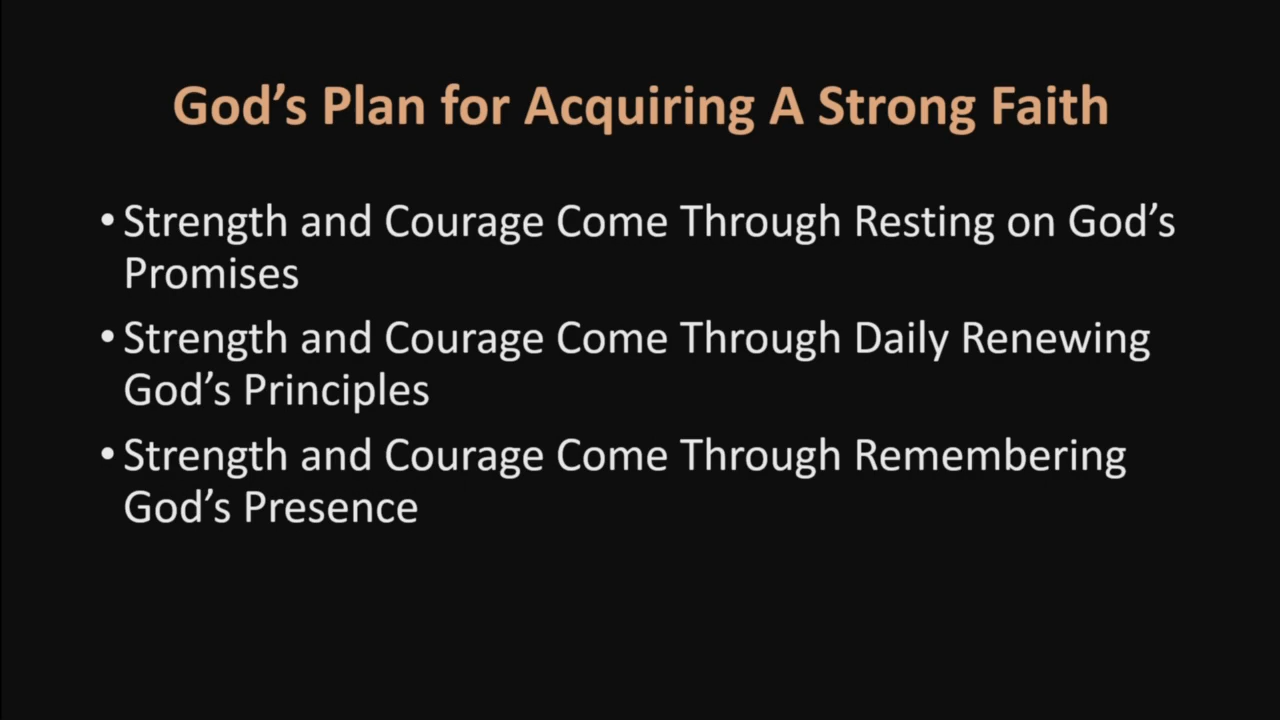 God’s Plan for Acquiring A Strong Faith
•Strength and Courage Come Through Resting on God’s
Promises
•Strength and Courage Come Through Daily Renewing
God’s Principles
•Strength and Courage Come Through Remembering
God’s Presence